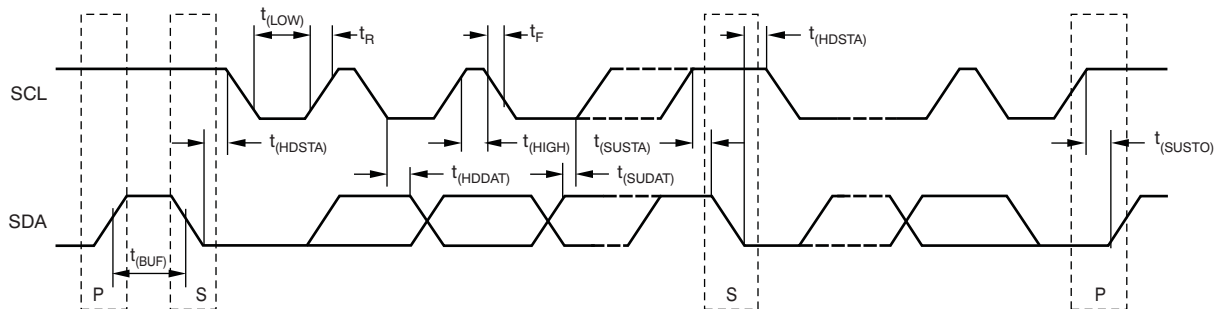 t(LOW)
tR
tF
t(HDSTA)
SCL
t(HDSTA)
t(HIGH)
t(SUSTA)
t(SUSTO)
t(HDDAT)
t(SUDAT)
SDA
t(BUF)
P
S
S
P